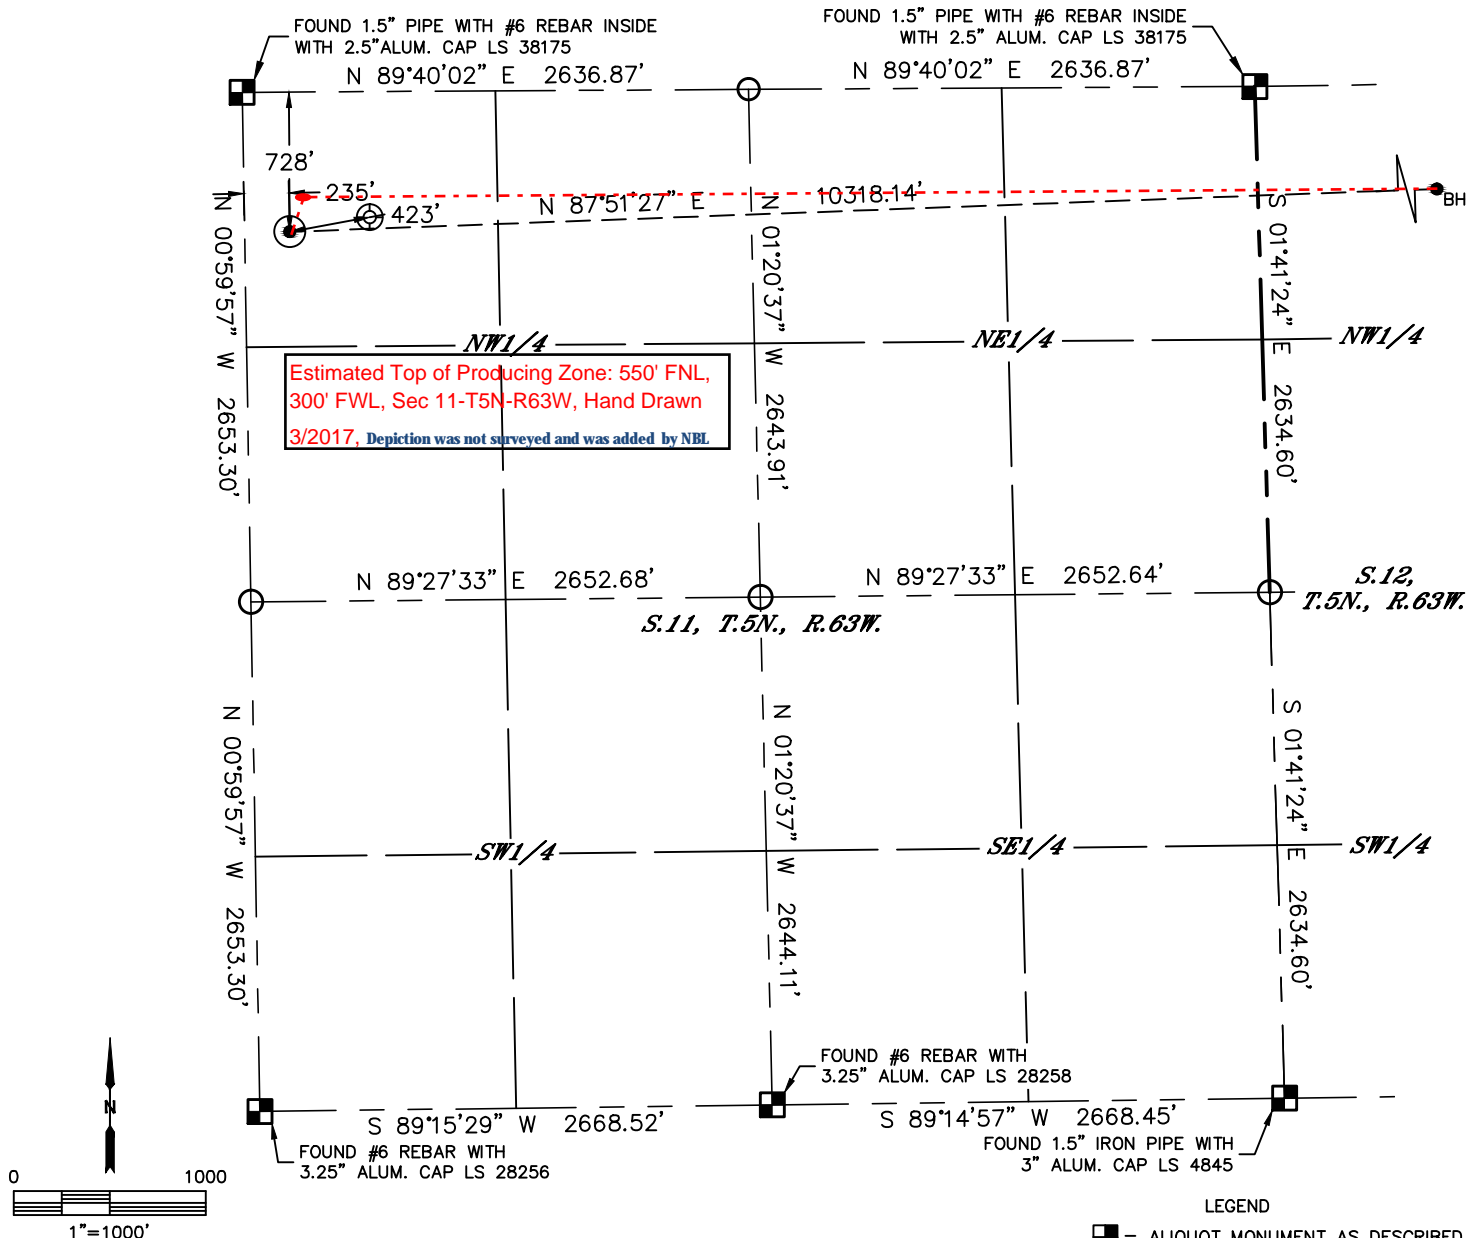 FOUND 1.5" PIPE WITH #6 REBAR INSIDE
WITH 2.5"ALUM. CAP LS 38175
FOUND 1.5" PIPE WITH #6 REBAR INSIDE
WITH 2.5" ALUM. CAP LS 38175
N 89°40'02" E 2636.87'
N 89°40'02" E 2636.87'
728'
235'
423'
N 87°51'27" E 10318.14'
BH
N 00°59'57" W 2653.30'
N 01°20'37" W 2643.91'
S 01°41'24" E 2634.60'
NW1/4
NE1/4
NW1/4
Estimated Top of Producing Zone: 550' FNL,
300' FWL, Sec 11-T5N-R63W, Hand Drawn
3/2017, Depiction was not surveyed and was added by NBL
N 89°27'33" E 2652.68'
N 89°27'33" E 2652.64'
S.12,
T.5N., R.63W.
S.11, T.5N., R.63W.
N 00°59'57" W 2653.30'
N 01°20'37" W 2644.11'
S 01°41'24" E 2634.60'
SW1/4
SE1/4
SW1/4
FOUND #6 REBAR WITH
3.25" ALUM. CAP LS 28258
S 89°15'29" W 2668.52'
S 89°14'57" W 2668.45'
FOUND #6 REBAR WITH
3.25" ALUM. CAP LS 28256
FOUND 1.5" IRON PIPE WITH
3" ALUM. CAP LS 4845
N
0 1000
1"=1000'
LEGEND
= ALIQUOT MONUMENT AS DESCRIBED